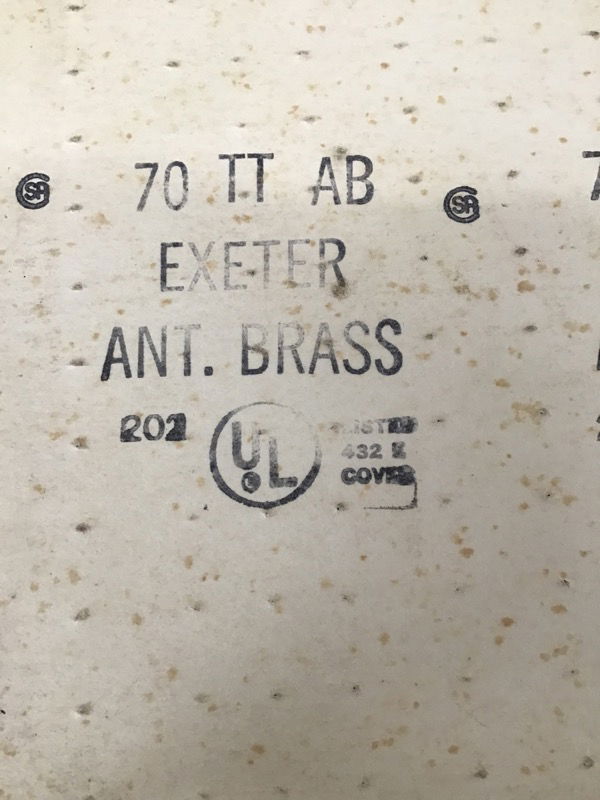 70 TT AB
EXETER
ANT. BRASS
202 UL LISTED
432 E
COVER